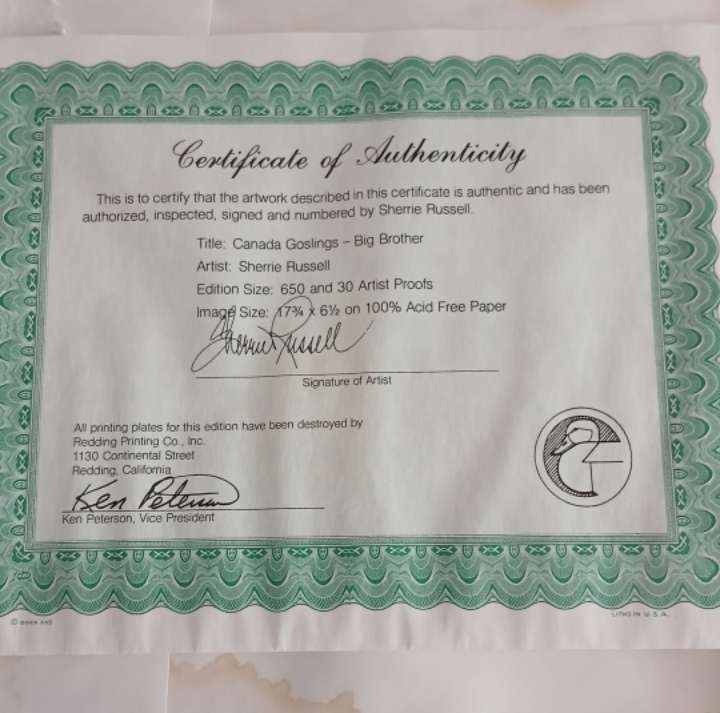 Certificate of Authenticity
This is to certify that the artwork described in this certificate is authentic and has been
authorized, inspected, signed and numbered by Sherrie Russell.
Title: Canada Goslings – Big Brother
Artist: Sherrie Russell
Edition Size: 650 and 30 Artist Proofs
Image Size: 17¾ x 6½ on 100% Acid Free Paper
Sherrie Russell
Signature of Artist
All printing plates for this edition have been destroyed by
Redding Printing Co., Inc.
1130 Continental Street
Redding, California
Ken Peterson
Ken Peterson, Vice President
LITHO IN U.S.A.